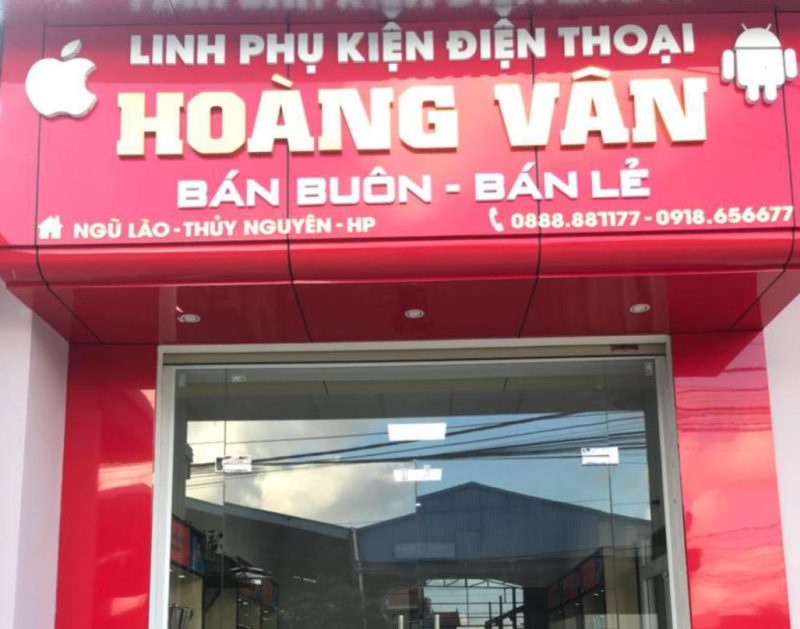 LINH PHỤ KIỆN ĐIỆN THOẠI
HOÀNG VÂN
BÁN BUÔN - BÁN LẺ
NGŨ LÃO - THỦY NGUYÊN - HP
0888.881177 - 0918.656677